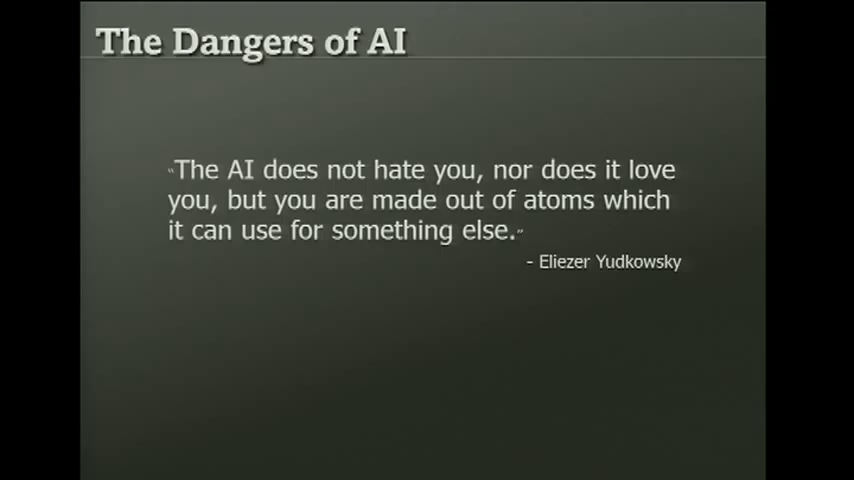 The Dangers of AI
"The AI does not hate you, nor does it love
you, but you are made out of atoms which
it can use for something else."
- Eliezer Yudkowsky